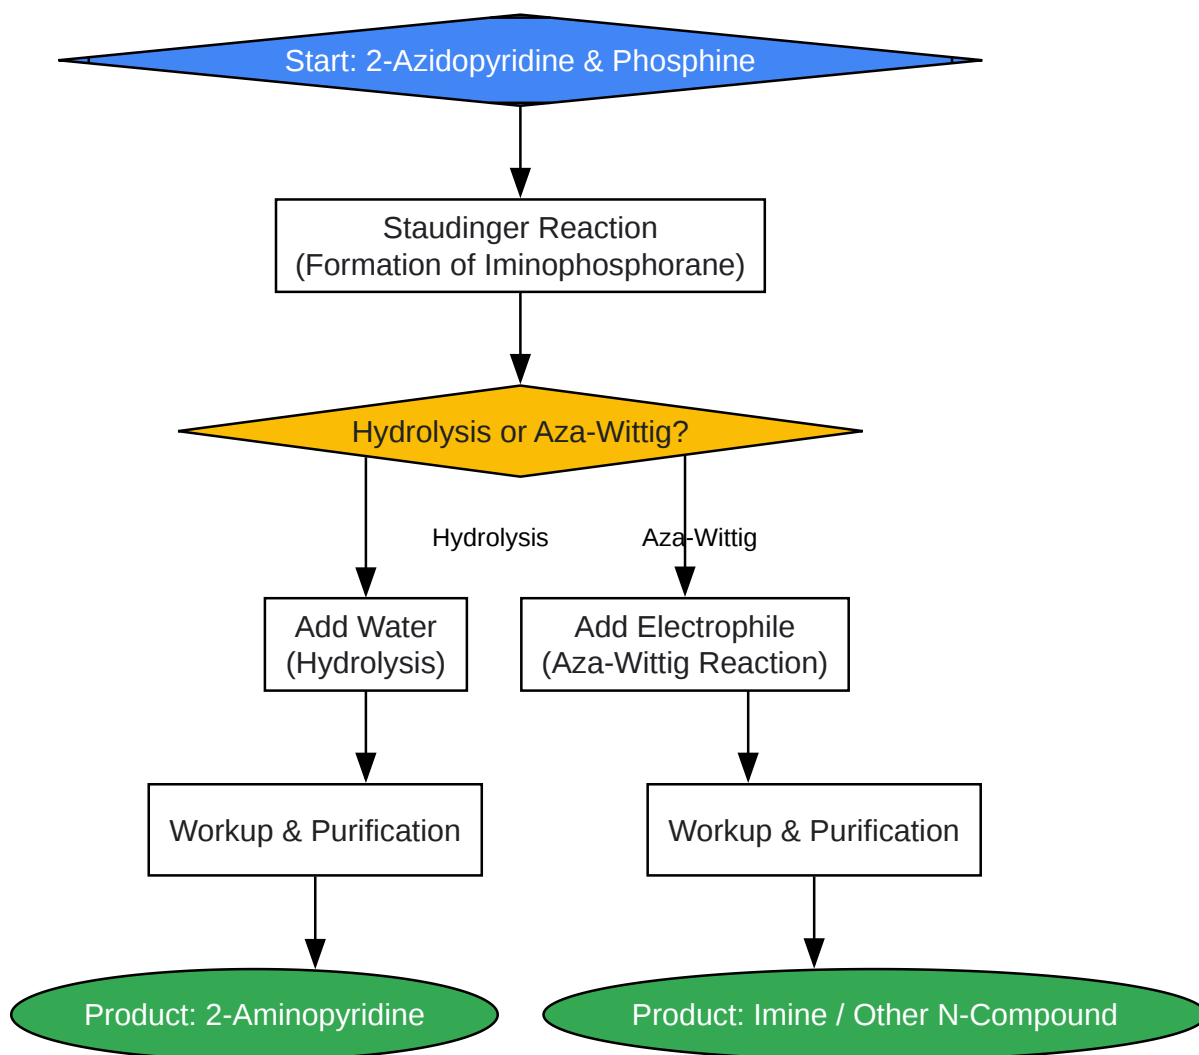 Start: 2-Azidopyridine & Phosphine
Staudinger Reaction
(Formation of Iminophosphorane)
Hydrolysis or Aza-Wittig?
Hydrolysis
Aza-Wittig
Add Water
(Hydrolysis)
Add Electrophile
(Aza-Wittig Reaction)
Workup & Purification
Workup & Purification
Product: 2-Aminopyridine
Product: Imine / Other N-Compound